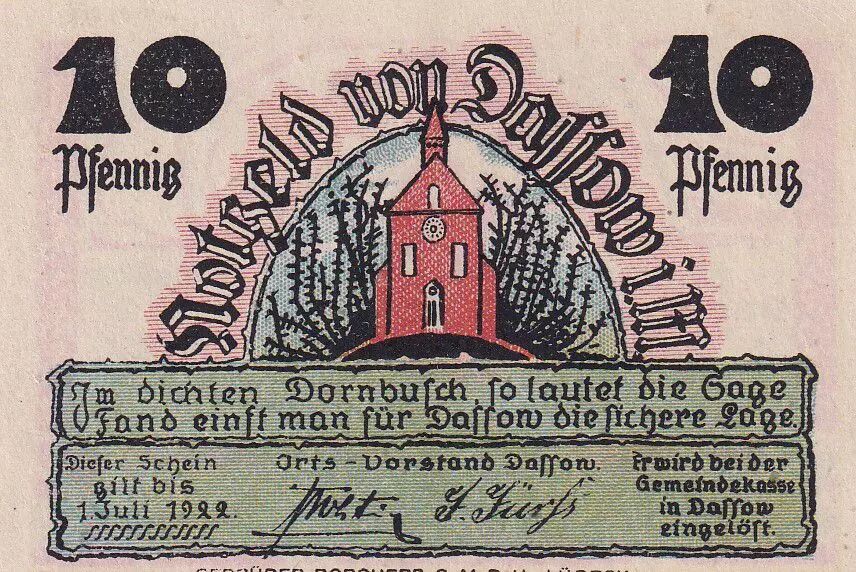 10
Pfennig
Notgeld von Dassow i.M
10
Pfennig
Im dichten Dornbusch, so lautet die Sage
Fand einst man für Dassow die sichere Lage.
Dieser Schein
gilt bis
1. Juli 1922.
Orts-Vorstand Dassow.
Er wird bei der
Gemeindekasse
in Dassow
eingelöst.